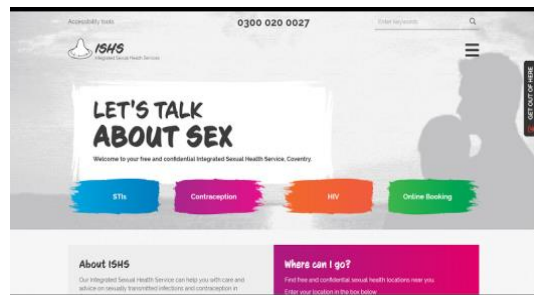 Accessibility tools
0300 020 0027
Enter Keywords
ISHS
Integrated Sexual Health Services
GET OUT OF HERE
LET'S TALK
ABOUT SEX
Welcome to your free and confidential Integrated Sexual Health Service, Coventry.
STIs
Contraception
HIV
Online Booking
About ISHS
Our Integrated Sexual Health Service can help you with care and
advice on sexually transmitted infections and contraception in
Where can I go?
Find free and confidential sexual health locations near you.
Enter your location in the box below